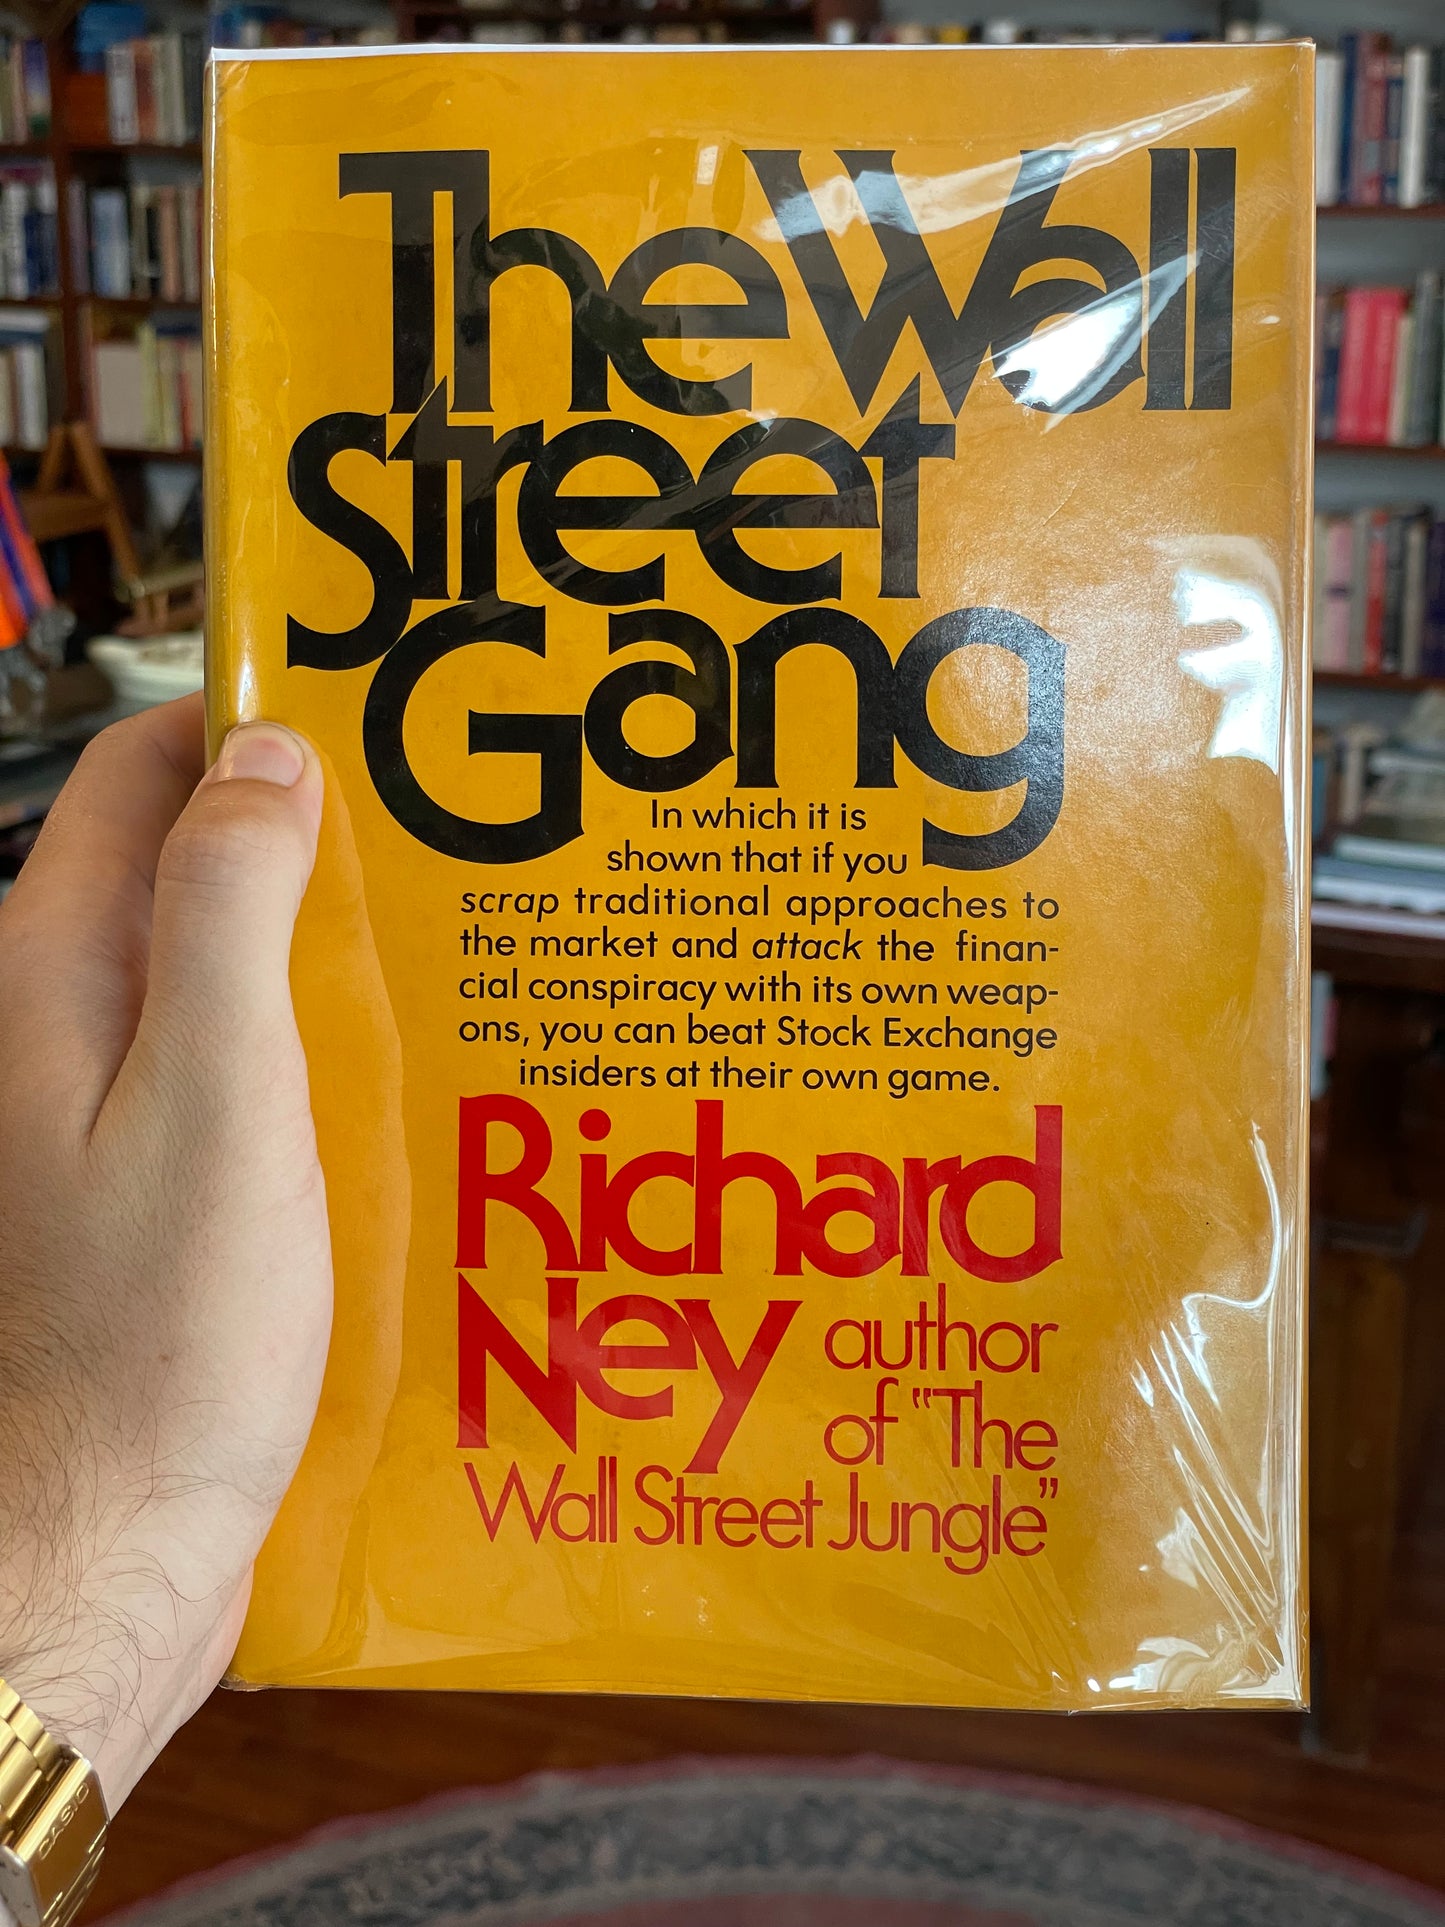 The Wall
Street
Gang
In which it is
shown that if you
scrap traditional approaches to
the market and attack the finan-
cial conspiracy with its own weap-
ons, you can beat Stock Exchange
insiders at their own game.
Richard
Ney
author
of "The
Wall Street Jungle"
CASIO